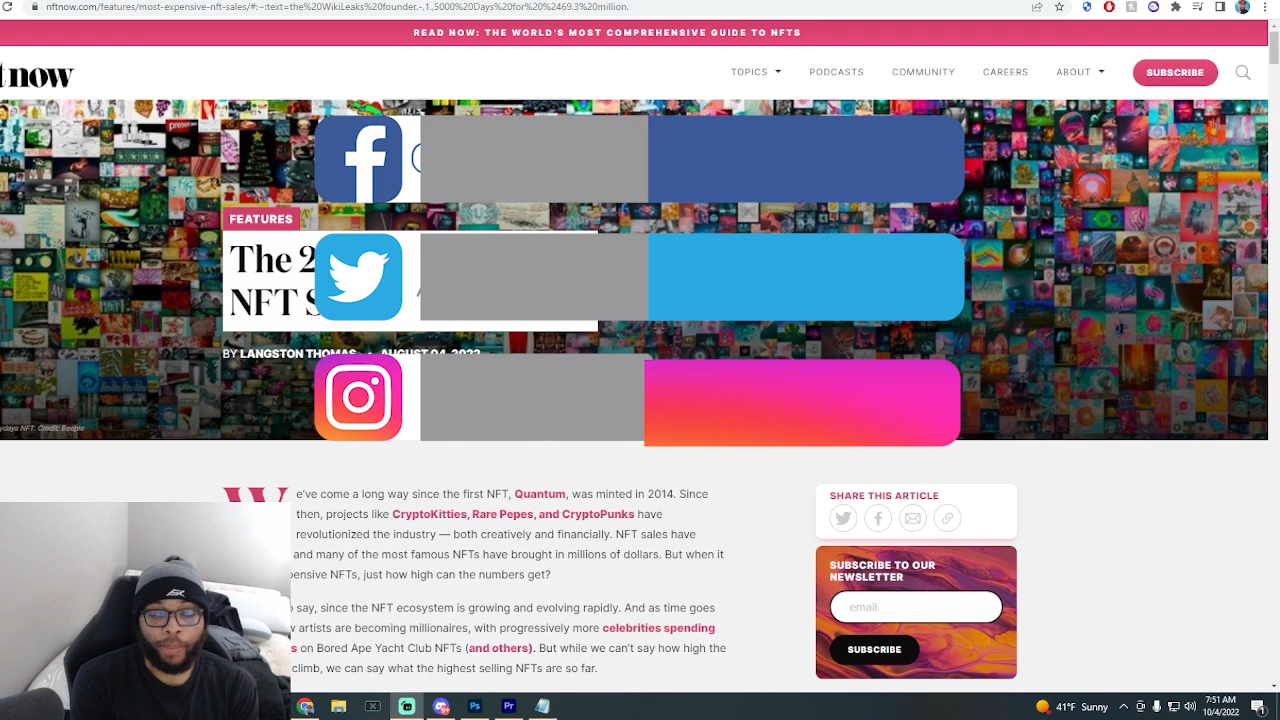 nftnow.com/features/most-expensive-nft-sales/#:~:text=the%20WikiLeaks%20founder.-,1.,5000%20Days%20for%20%2469.3%20million.
READ NOW: THE WORLD'S MOST COMPREHENSIVE GUIDE TO NFTS
now
TOPICS PODCASTS COMMUNITY CAREERS ABOUT SUBSCRIBE
FEATURES
The 2
NFT S
BY LANGSTON THOMAS • AUGUST 04, 2022
NFT. Credit: Beeple
W
e've come a long way since the first NFT, Quantum, was minted in 2014. Since
then, projects like CryptoKitties, Rare Pepes, and CryptoPunks have
revolutionized the industry — both creatively and financially. NFT sales have
and many of the most famous NFTs have brought in millions of dollars. But when it
NFTs, just how high can the numbers get?
say, since the NFT ecosystem is growing and evolving rapidly. And as time goes
artists are becoming millionaires, with progressively more celebrities spending
on Bored Ape Yacht Club NFTs (and others). But while we can't say how high the
climb, we can say what the highest selling NFTs are so far.
SHARE THIS ARTICLE
SUBSCRIBE TO OUR
NEWSLETTER
email
SUBSCRIBE
Ps
Pr
41°F Sunny
7:51 AM
10/4/2022